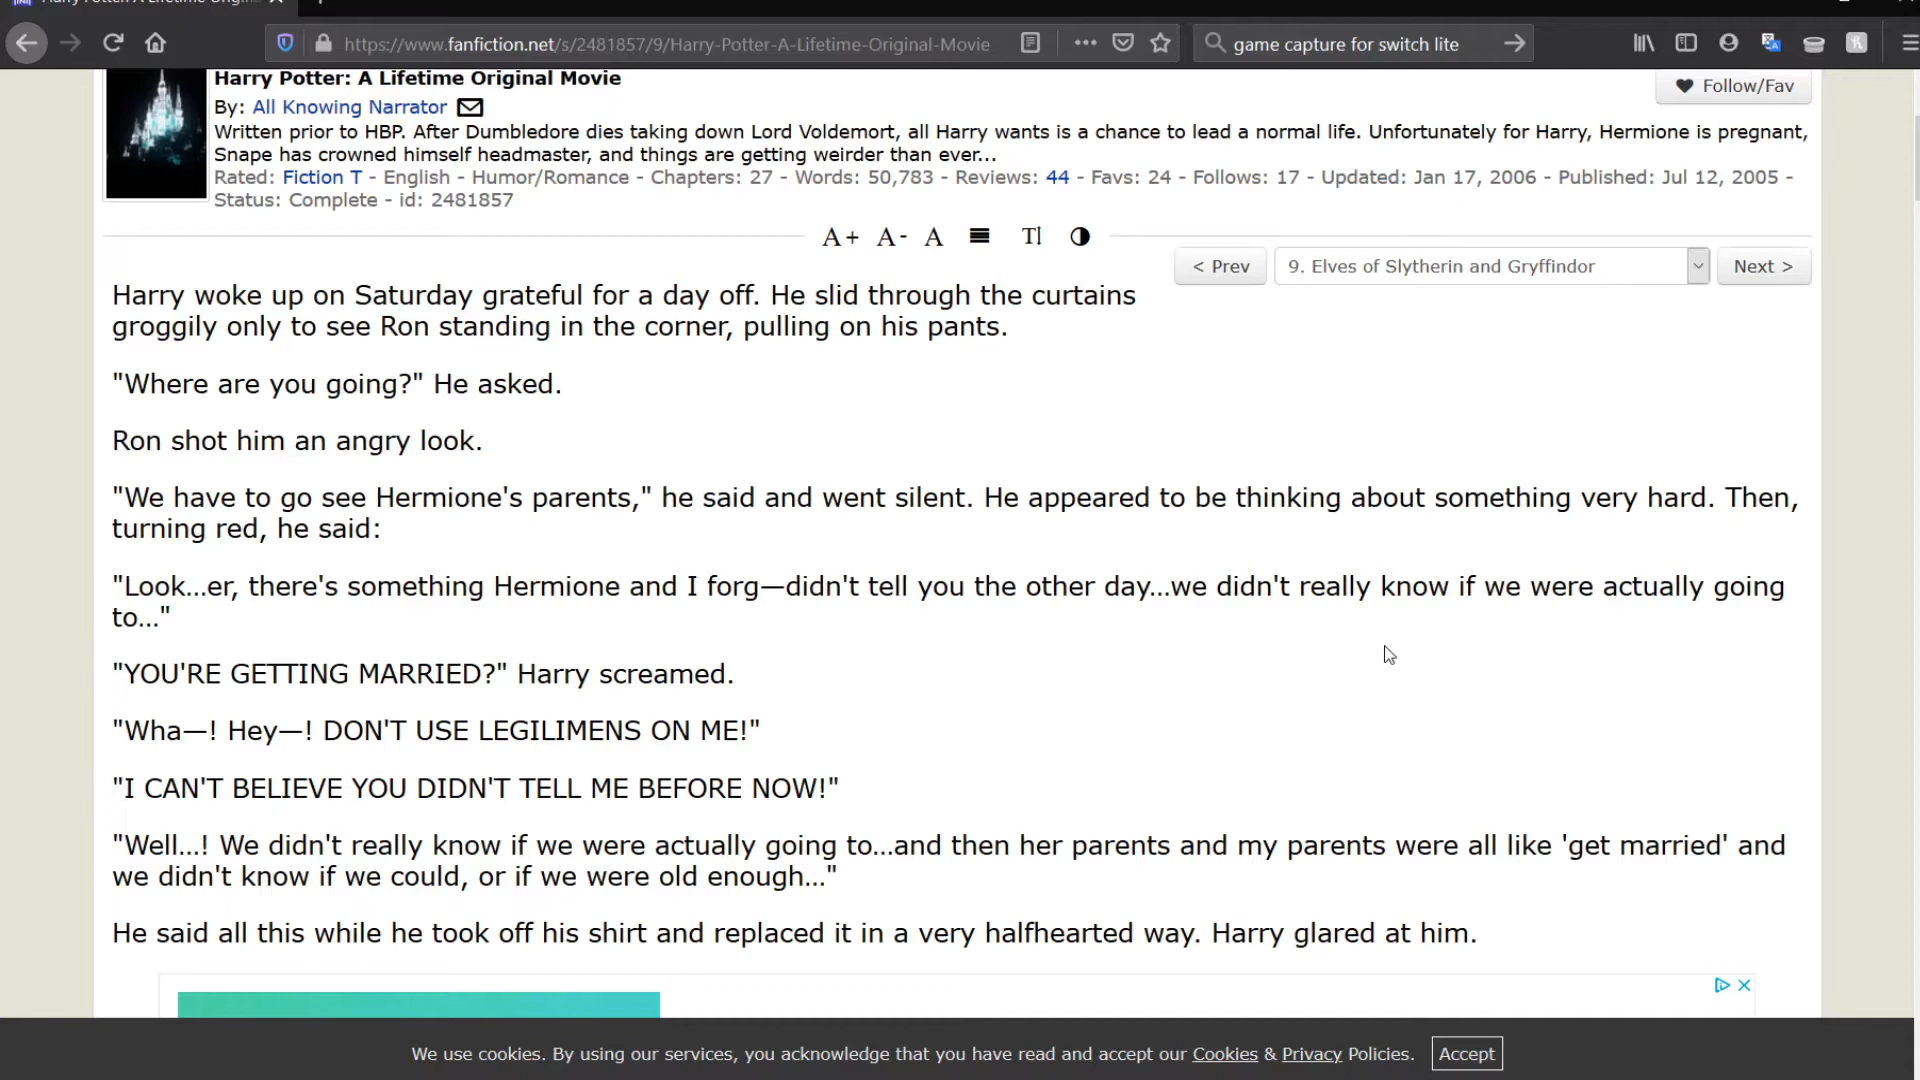 https://www.fanfiction.net/s/2481857/9/Harry-Potter-A-Lifetime-Original-Movie
game capture for switch lite
Harry Potter: A Lifetime Original Movie
Follow/Fav
By: All Knowing Narrator
Written prior to HBP. After Dumbledore dies taking down Lord Voldemort, all Harry wants is a chance to lead a normal life. Unfortunately for Harry, Hermione is pregnant,
Snape has crowned himself headmaster, and things are getting weirder than ever...
Rated: Fiction T - English - Humor/Romance - Chapters: 27 - Words: 50,783 - Reviews: 44 - Favs: 24 - Follows: 17 - Updated: Jan 17, 2006 - Published: Jul 12, 2005 -
Status: Complete - id: 2481857
A+ A- A T
< Prev 9. Elves of Slytherin and Gryffindor Next >
Harry woke up on Saturday grateful for a day off. He slid through the curtains
groggily only to see Ron standing in the corner, pulling on his pants.
"Where are you going?" He asked.
Ron shot him an angry look.
"We have to go see Hermione's parents," he said and went silent. He appeared to be thinking about something very hard. Then,
turning red, he said:
"Look…er, there's something Hermione and I forg—didn't tell you the other day…we didn't really know if we were actually going
to…"
"YOU'RE GETTING MARRIED?" Harry screamed.
"Wha—! Hey—! DON'T USE LEGILIMENS ON ME!"
"I CAN'T BELIEVE YOU DIDN'T TELL ME BEFORE NOW!"
"Well…! We didn't really know if we were actually going to…and then her parents and my parents were all like 'get married' and
we didn't know if we could, or if we were old enough…"
He said all this while he took off his shirt and replaced it in a very halfhearted way. Harry glared at him.
We use cookies. By using our services, you acknowledge that you have read and accept our Cookies & Privacy Policies. Accept